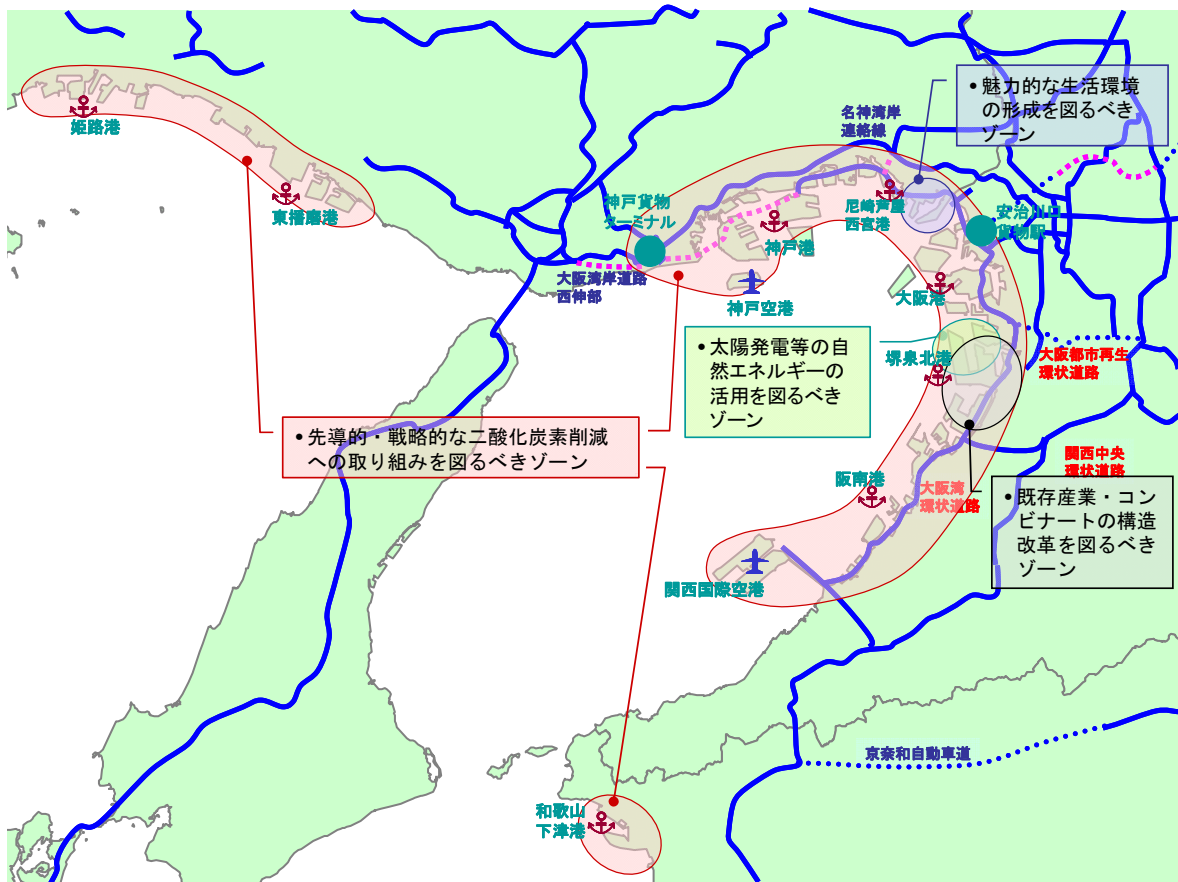 • 魅力的な生活環境
の形成を図るべき
ゾーン
名神湾岸
連絡線
姫路港
東播磨港
神戸貨物
ターミナル
神戸港
尼崎芦屋
西宮港
安治川口
貨物駅
大阪湾岸道路
西伸部
神戸空港
大阪港
• 太陽発電等の自
然エネルギーの
活用を図るべき
ゾーン
堺泉北港
大阪都市再生
環状道路
• 先導的・戦略的な二酸化炭素削減
への取り組みを図るべきゾーン
関西中央
環状道路
阪南港
大阪湾
環状道路
• 既存産業・コン
ビナートの構造
改革を図るべき
ゾーン
関西国際空港
京奈和自動車道
和歌山
下津港